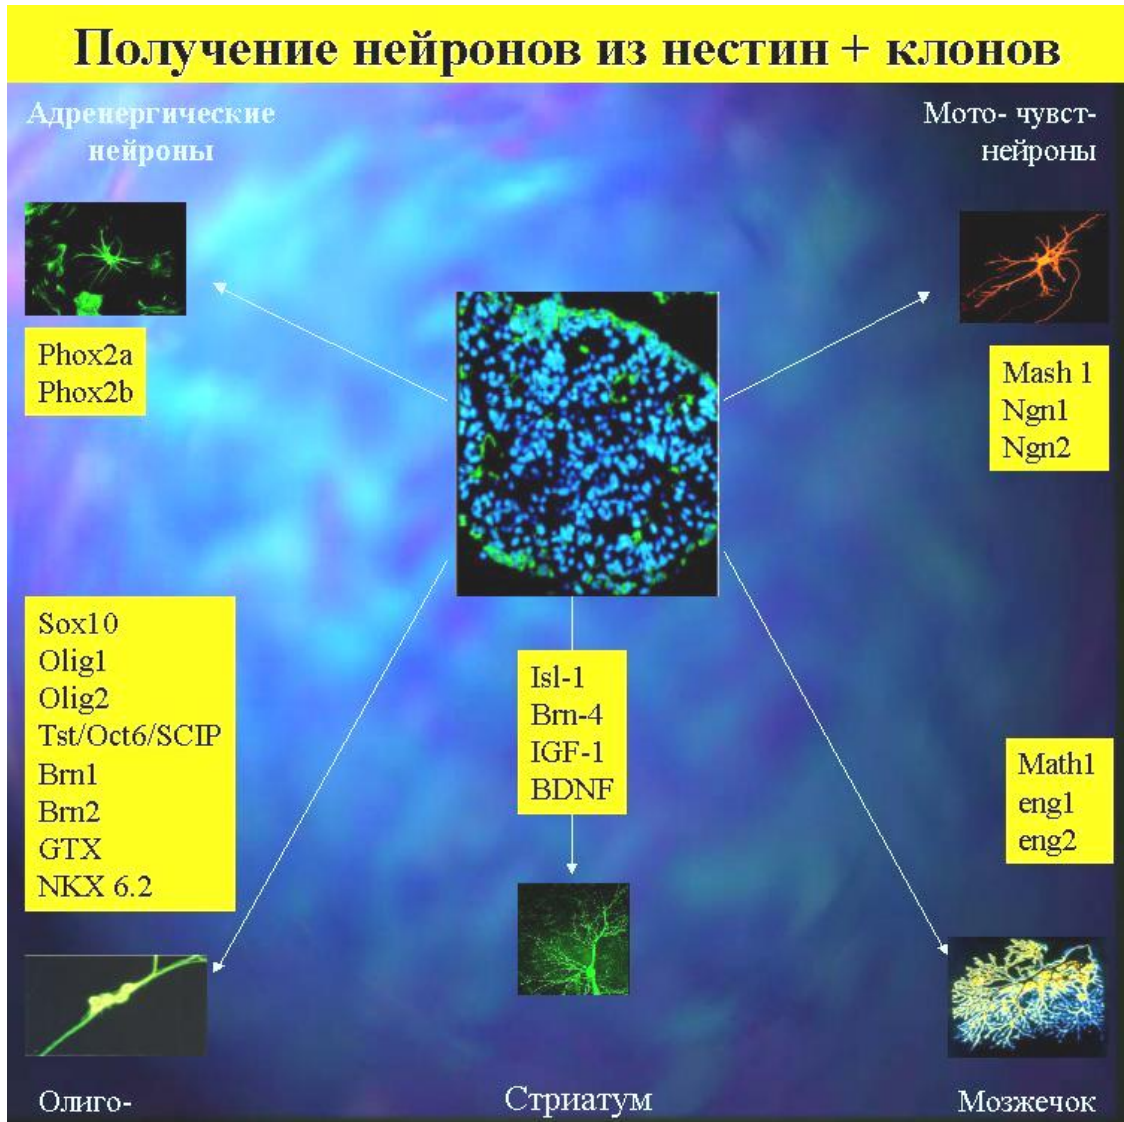 Получение нейронов из нестин + клонов
Адренергические
нейроны
Мото- чувст-
нейроны
Phox2a
Phox2b
Mash 1
Ngn1
Ngn2
Sox10
Olig1
Olig2
Tst/Oct6/SCIP
Brn1
Brn2
GTX
NKX 6.2
Isl-1
Brn-4
IGF-1
BDNF
Math1
eng1
eng2
Олиго-
Стриатум
Мозжечок